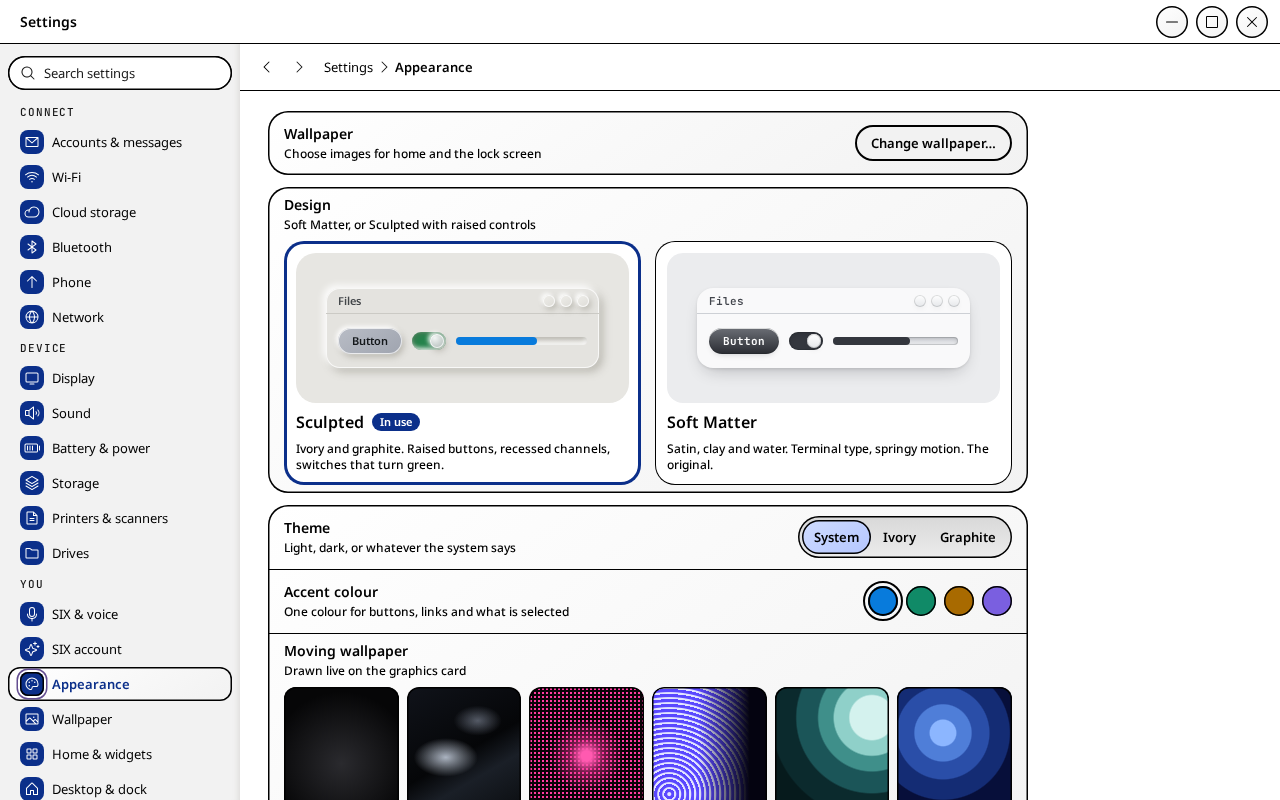 Settings
Search settings
CONNECT
Accounts & messages
Wi-Fi
Cloud storage
Bluetooth
Phone
Network
DEVICE
Display
Sound
Battery & power
Storage
Printers & scanners
Drives
YOU
SIX & voice
SIX account
Appearance
Wallpaper
Home & widgets
Desktop & dock
Settings > Appearance
Wallpaper
Choose images for home and the lock screen
Change wallpaper...
Design
Soft Matter, or Sculpted with raised controls
Files
Button
Sculpted In use
Ivory and graphite. Raised buttons, recessed channels,
switches that turn green.
Files
Button
Soft Matter
Satin, clay and water. Terminal type, springy motion. The
original.
Theme
Light, dark, or whatever the system says
System Ivory Graphite
Accent colour
One colour for buttons, links and what is selected
Moving wallpaper
Drawn live on the graphics card